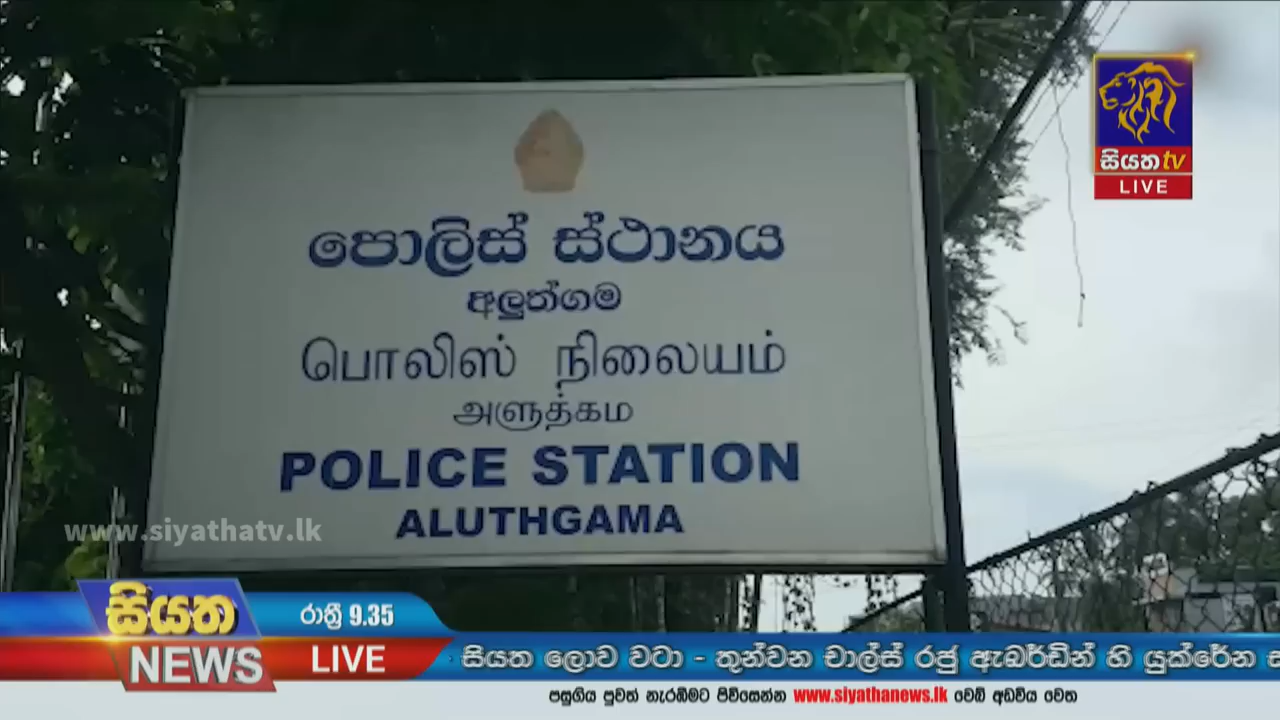 සියත tv
LIVE
පොලිස් ස්ථානය
අලුත්ගම
பொலிஸ் நிலையம்
அளுத்கம
POLICE STATION
ALUTHGAMA
www.siyathatv.lk
සියත
NEWS
රාත්‍රී 9.35
LIVE
සියත ලොව වටා - තුන්වන චාල්ස් රජු ඇබර්ඩින් හි යුක්රේන
පසුගිය පුවත් නැරඹීමට පිවිසෙන්න www.siyathanews.lk වෙබ් අඩවිය වෙත